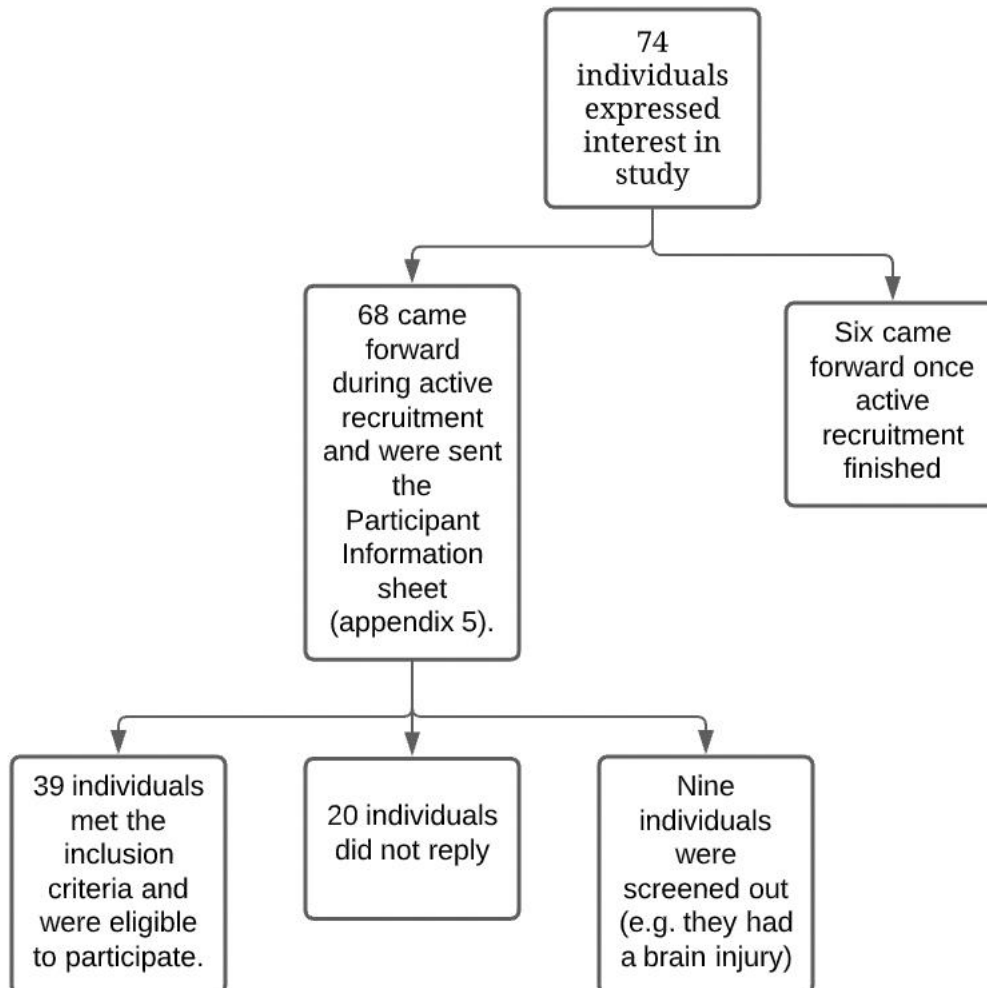 74
individuals
expressed
interest in
study
68 came
forward
during active
recruitment
and were sent
the
Participant
Information
sheet
(appendix 5).
Six came
forward once
active
recruitment
finished
39 individuals
met the
inclusion
criteria and
were eligible
to participate.
20 individuals
did not reply
Nine
individuals
were
screened out
(e.g. they had
a brain injury)